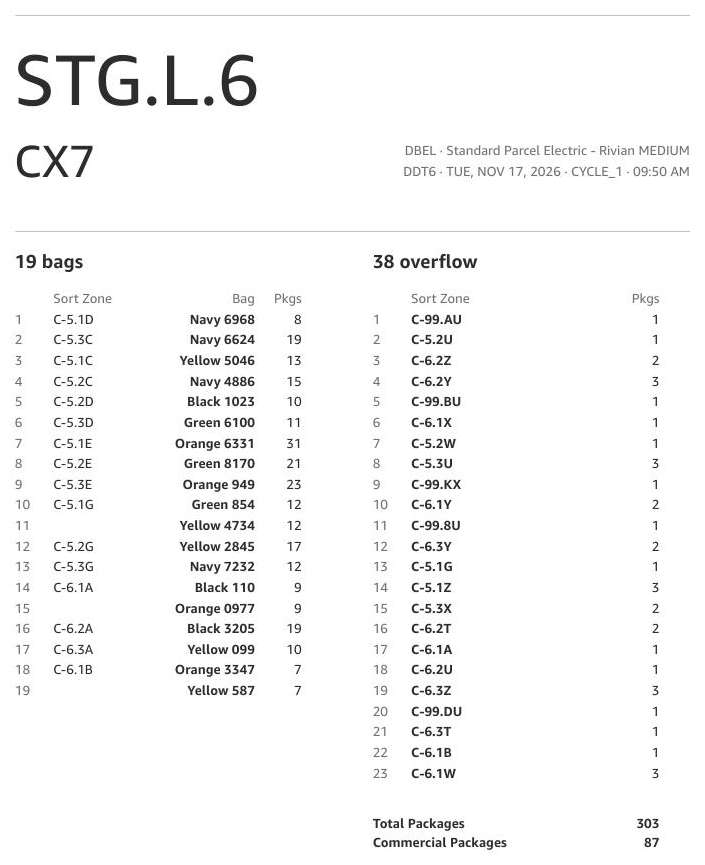 STG.L.6
CX7
DBEL · Standard Parcel Electric - Rivian MEDIUM
DDT6 · TUE, NOV 17, 2026 · CYCLE_1 · 09:50 AM
19 bags
Sort Zone Bag Pkgs
1 C-5.1D Navy 6968 8
2 C-5.3C Navy 6624 19
3 C-5.1C Yellow 5046 13
4 C-5.2C Navy 4886 15
5 C-5.2D Black 1023 10
6 C-5.3D Green 6100 11
7 C-5.1E Orange 6331 31
8 C-5.2E Green 8170 21
9 C-5.3E Orange 949 23
10 C-5.1G Green 854 12
11 Yellow 4734 12
12 C-5.2G Yellow 2845 17
13 C-5.3G Navy 7232 12
14 C-6.1A Black 110 9
15 Orange 0977 9
16 C-6.2A Black 3205 19
17 C-6.3A Yellow 099 10
18 C-6.1B Orange 3347 7
19 Yellow 587 7
38 overflow
Sort Zone Pkgs
1 C-99.AU 1
2 C-5.2U 1
3 C-6.2Z 2
4 C-6.2Y 3
5 C-99.BU 1
6 C-6.1X 1
7 C-5.2W 1
8 C-5.3U 3
9 C-99.KX 1
10 C-6.1Y 2
11 C-99.8U 1
12 C-6.3Y 2
13 C-5.1G 1
14 C-5.1Z 3
15 C-5.3X 2
16 C-6.2T 2
17 C-6.1A 1
18 C-6.2U 1
19 C-6.3Z 3
20 C-99.DU 1
21 C-6.3T 1
22 C-6.1B 1
23 C-6.1W 3
Total Packages 303
Commercial Packages 87